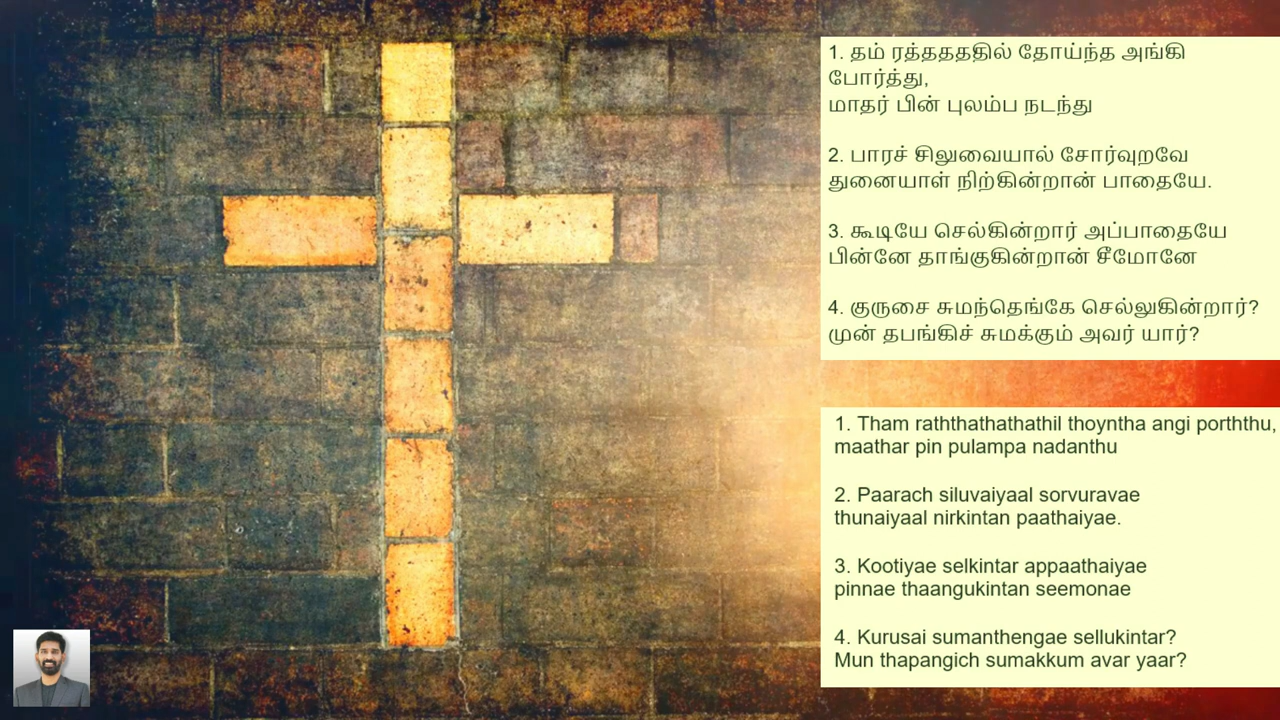 1. தம் ரத்ததததில் தோய்ந்த அங்கி
போர்த்து,
மாதர் பின் புலம்ப நடந்து
2. பாரச் சிலுவையால் சோர்வுறவே
துனையாள் நிற்கின்றான் பாதையே.
3. கூடியே செல்கின்றார் அப்பாதையே
பின்னே தாங்குகின்றான் சீமோனே
4. குருசை சுமந்தெங்கே செல்லுகின்றார்?
முன் தபங்கிச் சுமக்கும் அவர் யார்?
1. Tham raththathathathil thoyntha angi porththu,
maathar pin pulampa nadanthu
2. Paarach siluvaiyaal sorvuravae
thunaiyaal nirkintan paathaiyae.
3. Kootiyae selkintar appaathaiyae
pinnae thaangukintan seemonae
4. Kurusai sumanthengae sellukintar?
Mun thapangich sumakkum avar yaar?